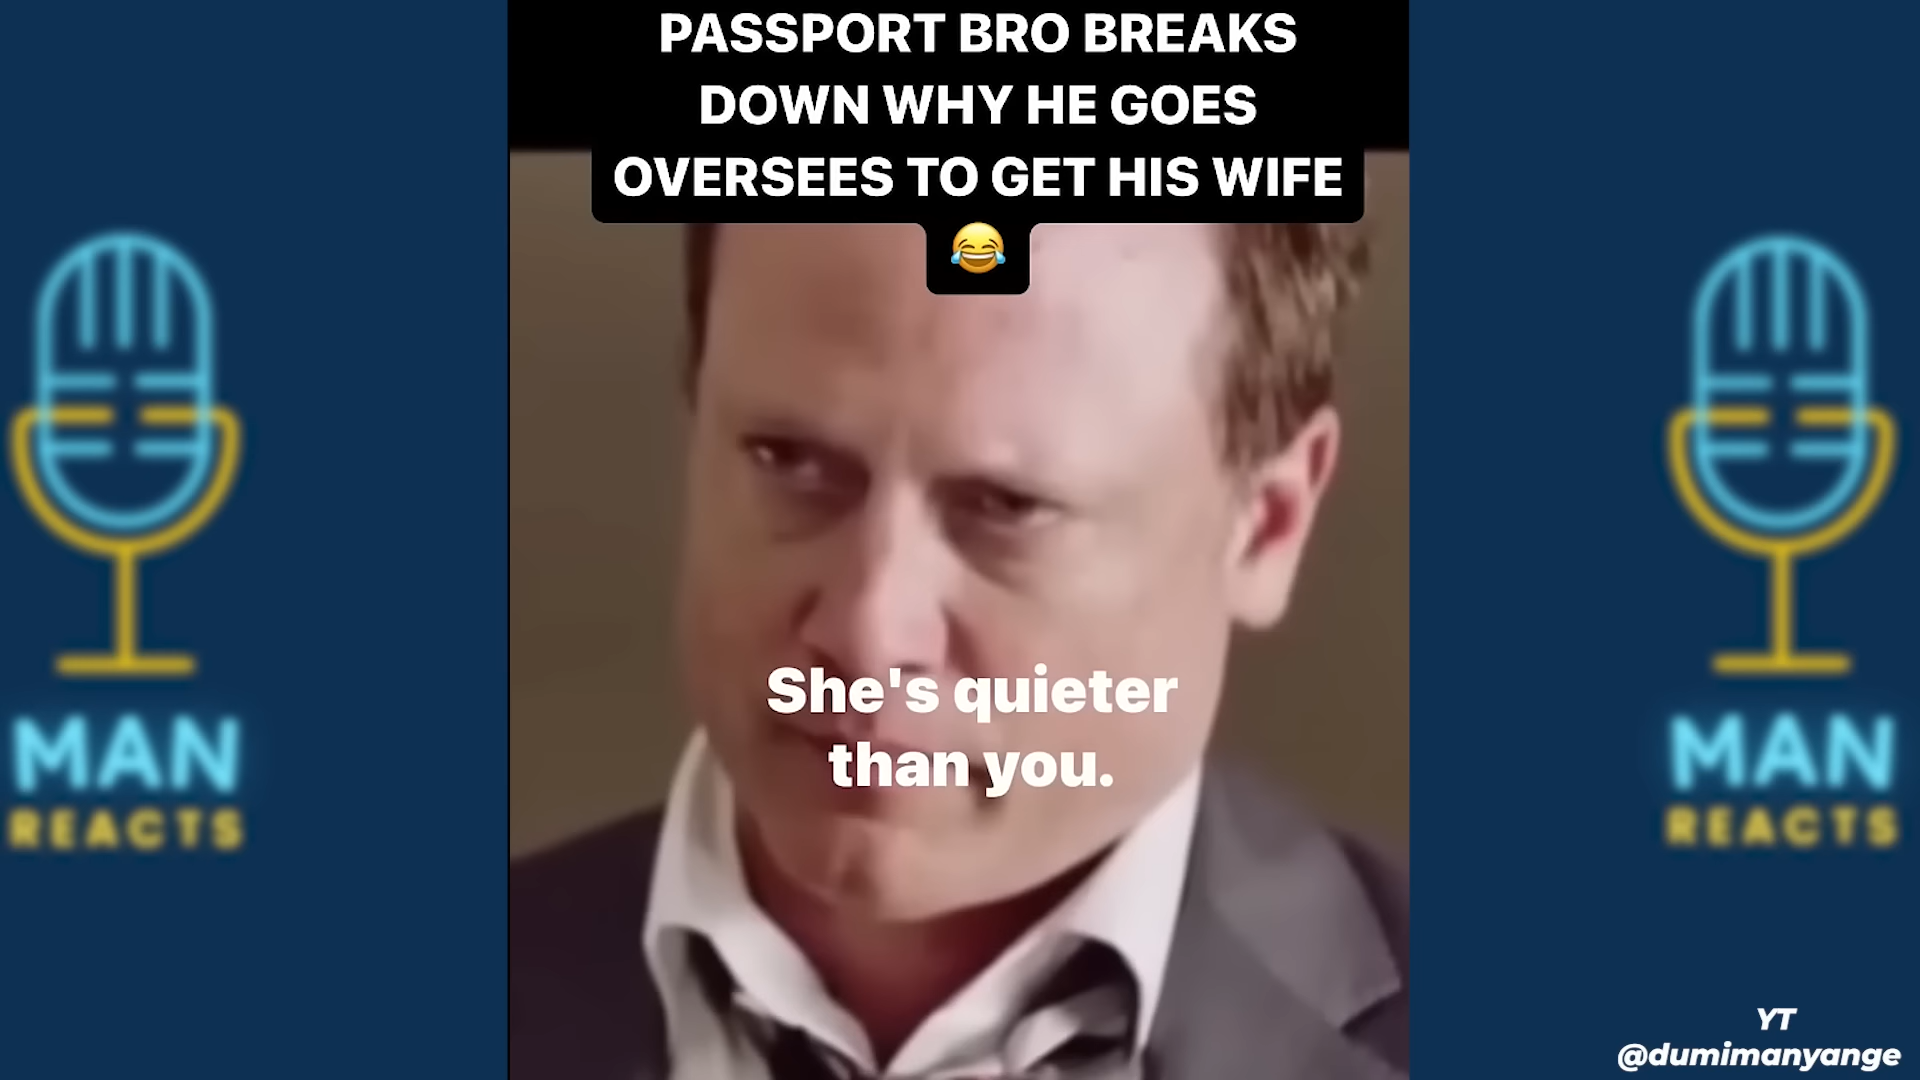 PASSPORT BRO BREAKS
DOWN WHY HE GOES
OVERSEES TO GET HIS WIFE
😂
She's quieter
than you.
MAN
REACTS
MAN
REACTS
YT
@dumimanyange